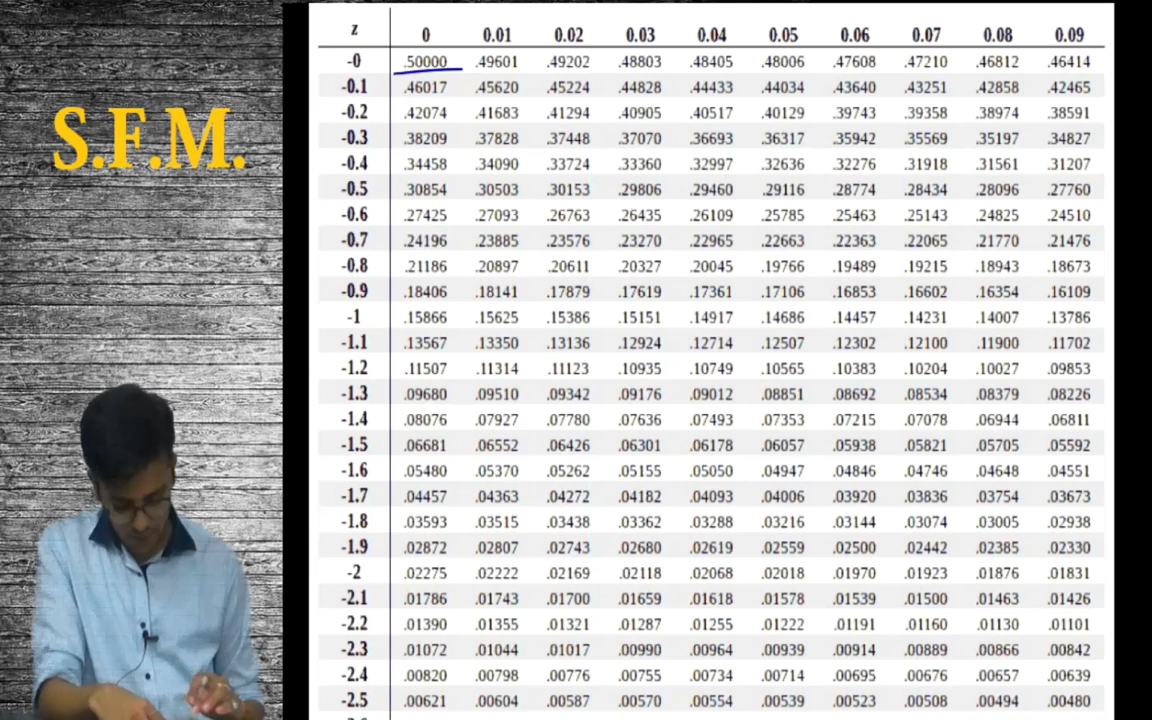 S.F.M.
z 0 0.01 0.02 0.03 0.04 0.05 0.06 0.07 0.08 0.09
-0 .50000 .49601 .49202 .48803 .48405 .48006 .47608 .47210 .46812 .46414
-0.1 .46017 .45620 .45224 .44828 .44433 .44034 .43640 .43251 .42858 .42465
-0.2 .42074 .41683 .41294 .40905 .40517 .40129 .39743 .39358 .38974 .38591
-0.3 .38209 .37828 .37448 .37070 .36693 .36317 .35942 .35569 .35197 .34827
-0.4 .34458 .34090 .33724 .33360 .32997 .32636 .32276 .31918 .31561 .31207
-0.5 .30854 .30503 .30153 .29806 .29460 .29116 .28774 .28434 .28096 .27760
-0.6 .27425 .27093 .26763 .26435 .26109 .25785 .25463 .25143 .24825 .24510
-0.7 .24196 .23885 .23576 .23270 .22965 .22663 .22363 .22065 .21770 .21476
-0.8 .21186 .20897 .20611 .20327 .20045 .19766 .19489 .19215 .18943 .18673
-0.9 .18406 .18141 .17879 .17619 .17361 .17106 .16853 .16602 .16354 .16109
-1 .15866 .15625 .15386 .15151 .14917 .14686 .14457 .14231 .14007 .13786
-1.1 .13567 .13350 .13136 .12924 .12714 .12507 .12302 .12100 .11900 .11702
-1.2 .11507 .11314 .11123 .10935 .10749 .10565 .10383 .10204 .10027 .09853
-1.3 .09680 .09510 .09342 .09176 .09012 .08851 .08692 .08534 .08379 .08226
-1.4 .08076 .07927 .07780 .07636 .07493 .07353 .07215 .07078 .06944 .06811
-1.5 .06681 .06552 .06426 .06301 .06178 .06057 .05938 .05821 .05705 .05592
-1.6 .05480 .05370 .05262 .05155 .05050 .04947 .04846 .04746 .04648 .04551
-1.7 .04457 .04363 .04272 .04182 .04093 .04006 .03920 .03836 .03754 .03673
-1.8 .03593 .03515 .03438 .03362 .03288 .03216 .03144 .03074 .03005 .02938
-1.9 .02872 .02807 .02743 .02680 .02619 .02559 .02500 .02442 .02385 .02330
-2 .02275 .02222 .02169 .02118 .02068 .02018 .01970 .01923 .01876 .01831
-2.1 .01786 .01743 .01700 .01659 .01618 .01578 .01539 .01500 .01463 .01426
-2.2 .01390 .01355 .01321 .01287 .01255 .01222 .01191 .01160 .01130 .01101
-2.3 .01072 .01044 .01017 .00990 .00964 .00939 .00914 .00889 .00866 .00842
-2.4 .00820 .00798 .00776 .00755 .00734 .00714 .00695 .00676 .00657 .00639
-2.5 .00621 .00604 .00587 .00570 .00554 .00539 .00523 .00508 .00494 .00480